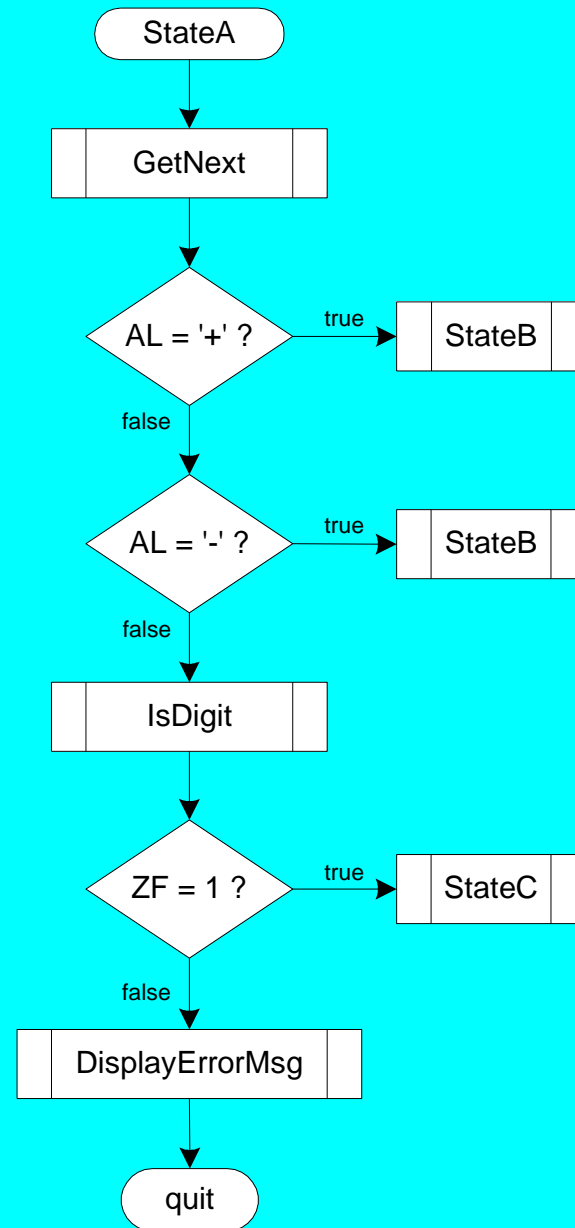 StateA
GetNext
AL = '+' ?
true
StateB
false
AL = '-' ?
true
StateB
false
IsDigit
ZF = 1 ?
true
StateC
false
DisplayErrorMsg
quit